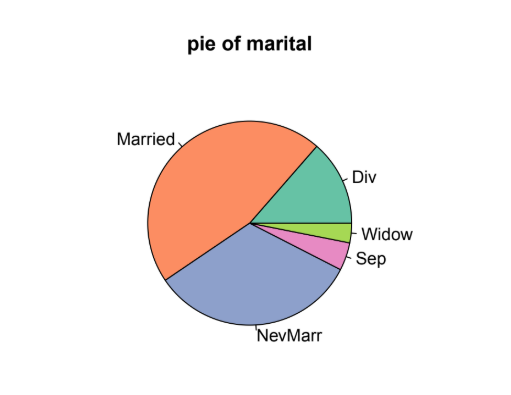 pie of marital
Married
Div
Widow
Sep
NevMarr